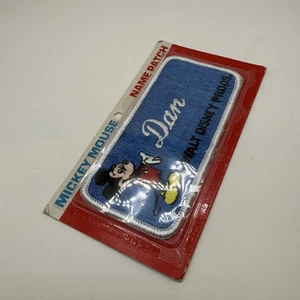 MICKEY MOUSE
NAME PATCH
Dan
WALT DISNEY PRODS.